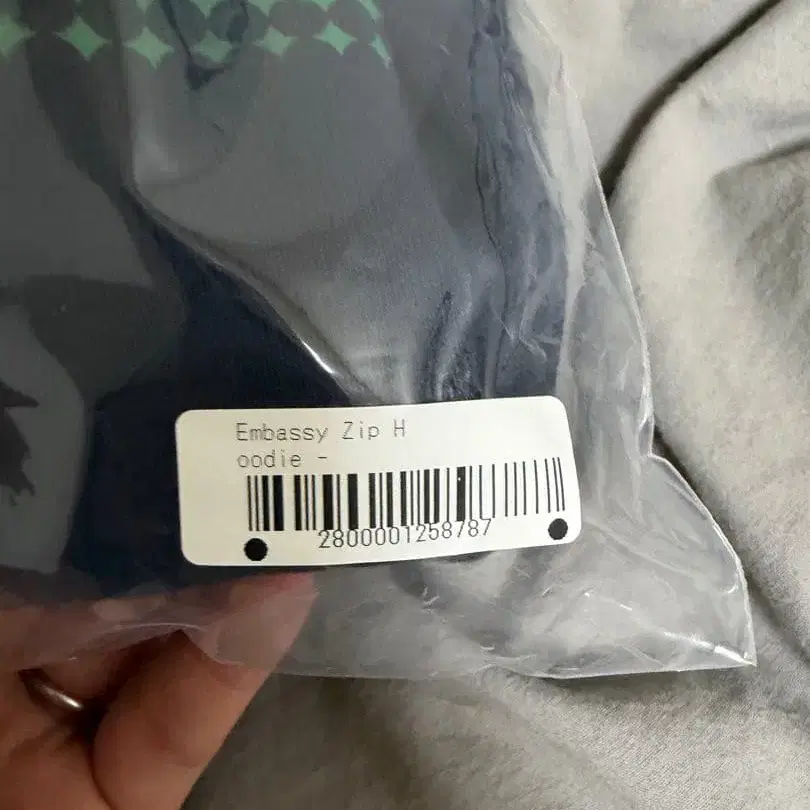 Embassy Zip H
oodie -
2800001258787